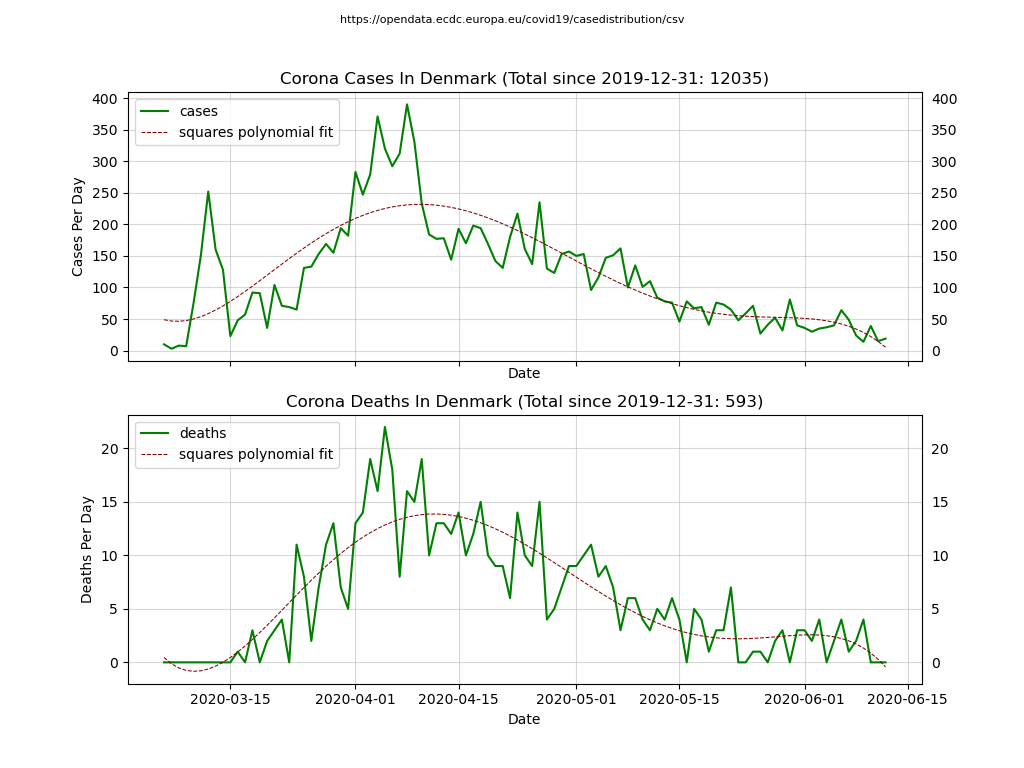 https://opendata.ecdc.europa.eu/covid19/casedistribution/csv
Corona Cases In Denmark (Total since 2019-12-31: 12035)
cases
squares polynomial fit
Cases Per Day
400
350
300
250
200
150
100
50
0
400
350
300
250
200
150
100
50
0
Date
Corona Deaths In Denmark (Total since 2019-12-31: 593)
deaths
squares polynomial fit
Deaths Per Day
20
15
10
5
0
20
15
10
5
0
2020-03-15 2020-04-01 2020-04-15 2020-05-01 2020-05-15 2020-06-01 2020-06-15
Date